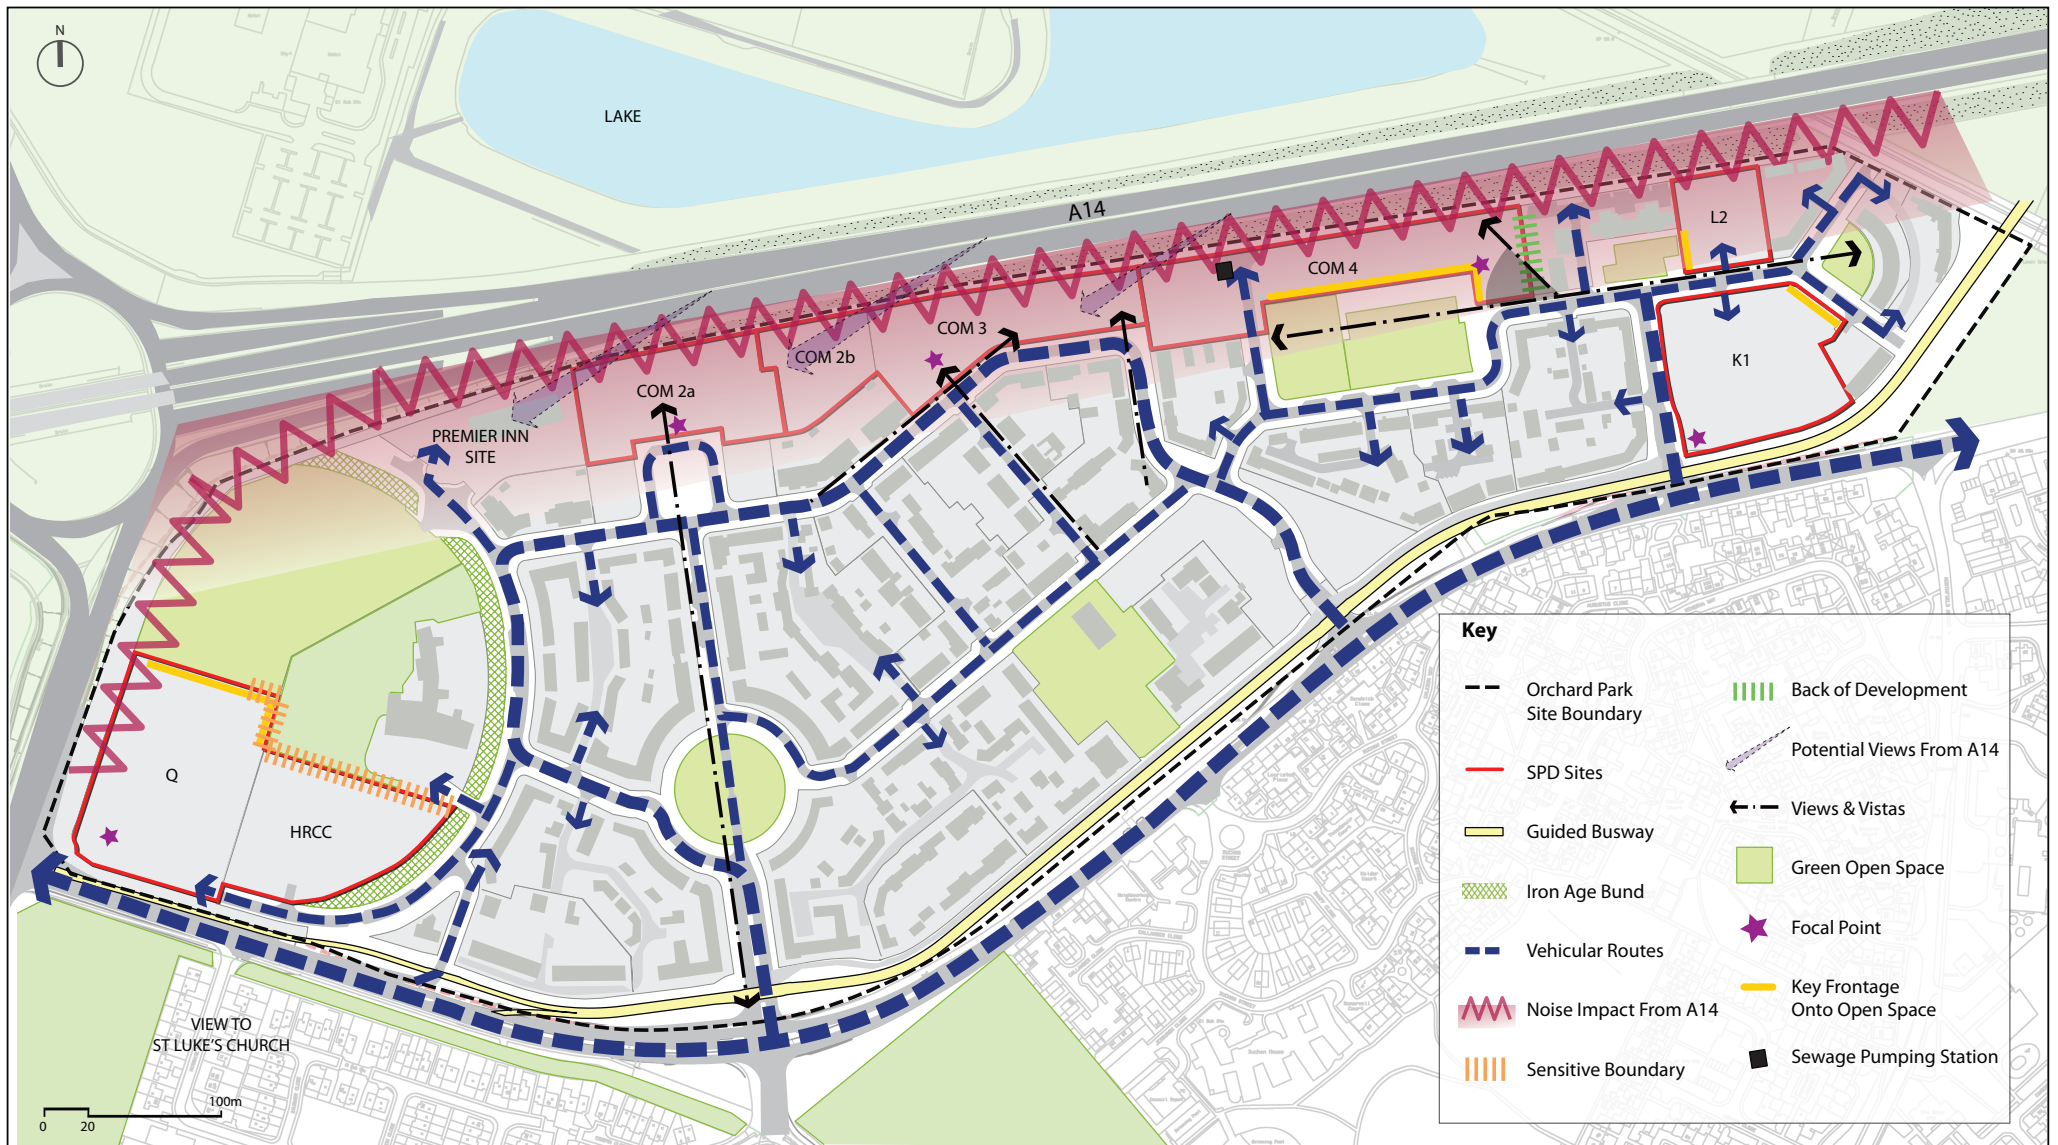 N
LAKE
A14
L2
COM 4
COM 3
COM 2b
K1
COM 2a
PREMIER INN
SITE
Q
HRCC
VIEW TO
ST LUKE'S CHURCH
100m
0 20
Key
Orchard Park
Site Boundary
SPD Sites
Guided Busway
Iron Age Bund
Vehicular Routes
Noise Impact From A14
Sensitive Boundary
Back of Development
Potential Views From A14
Views & Vistas
Green Open Space
Focal Point
Key Frontage
Onto Open Space
Sewage Pumping Station